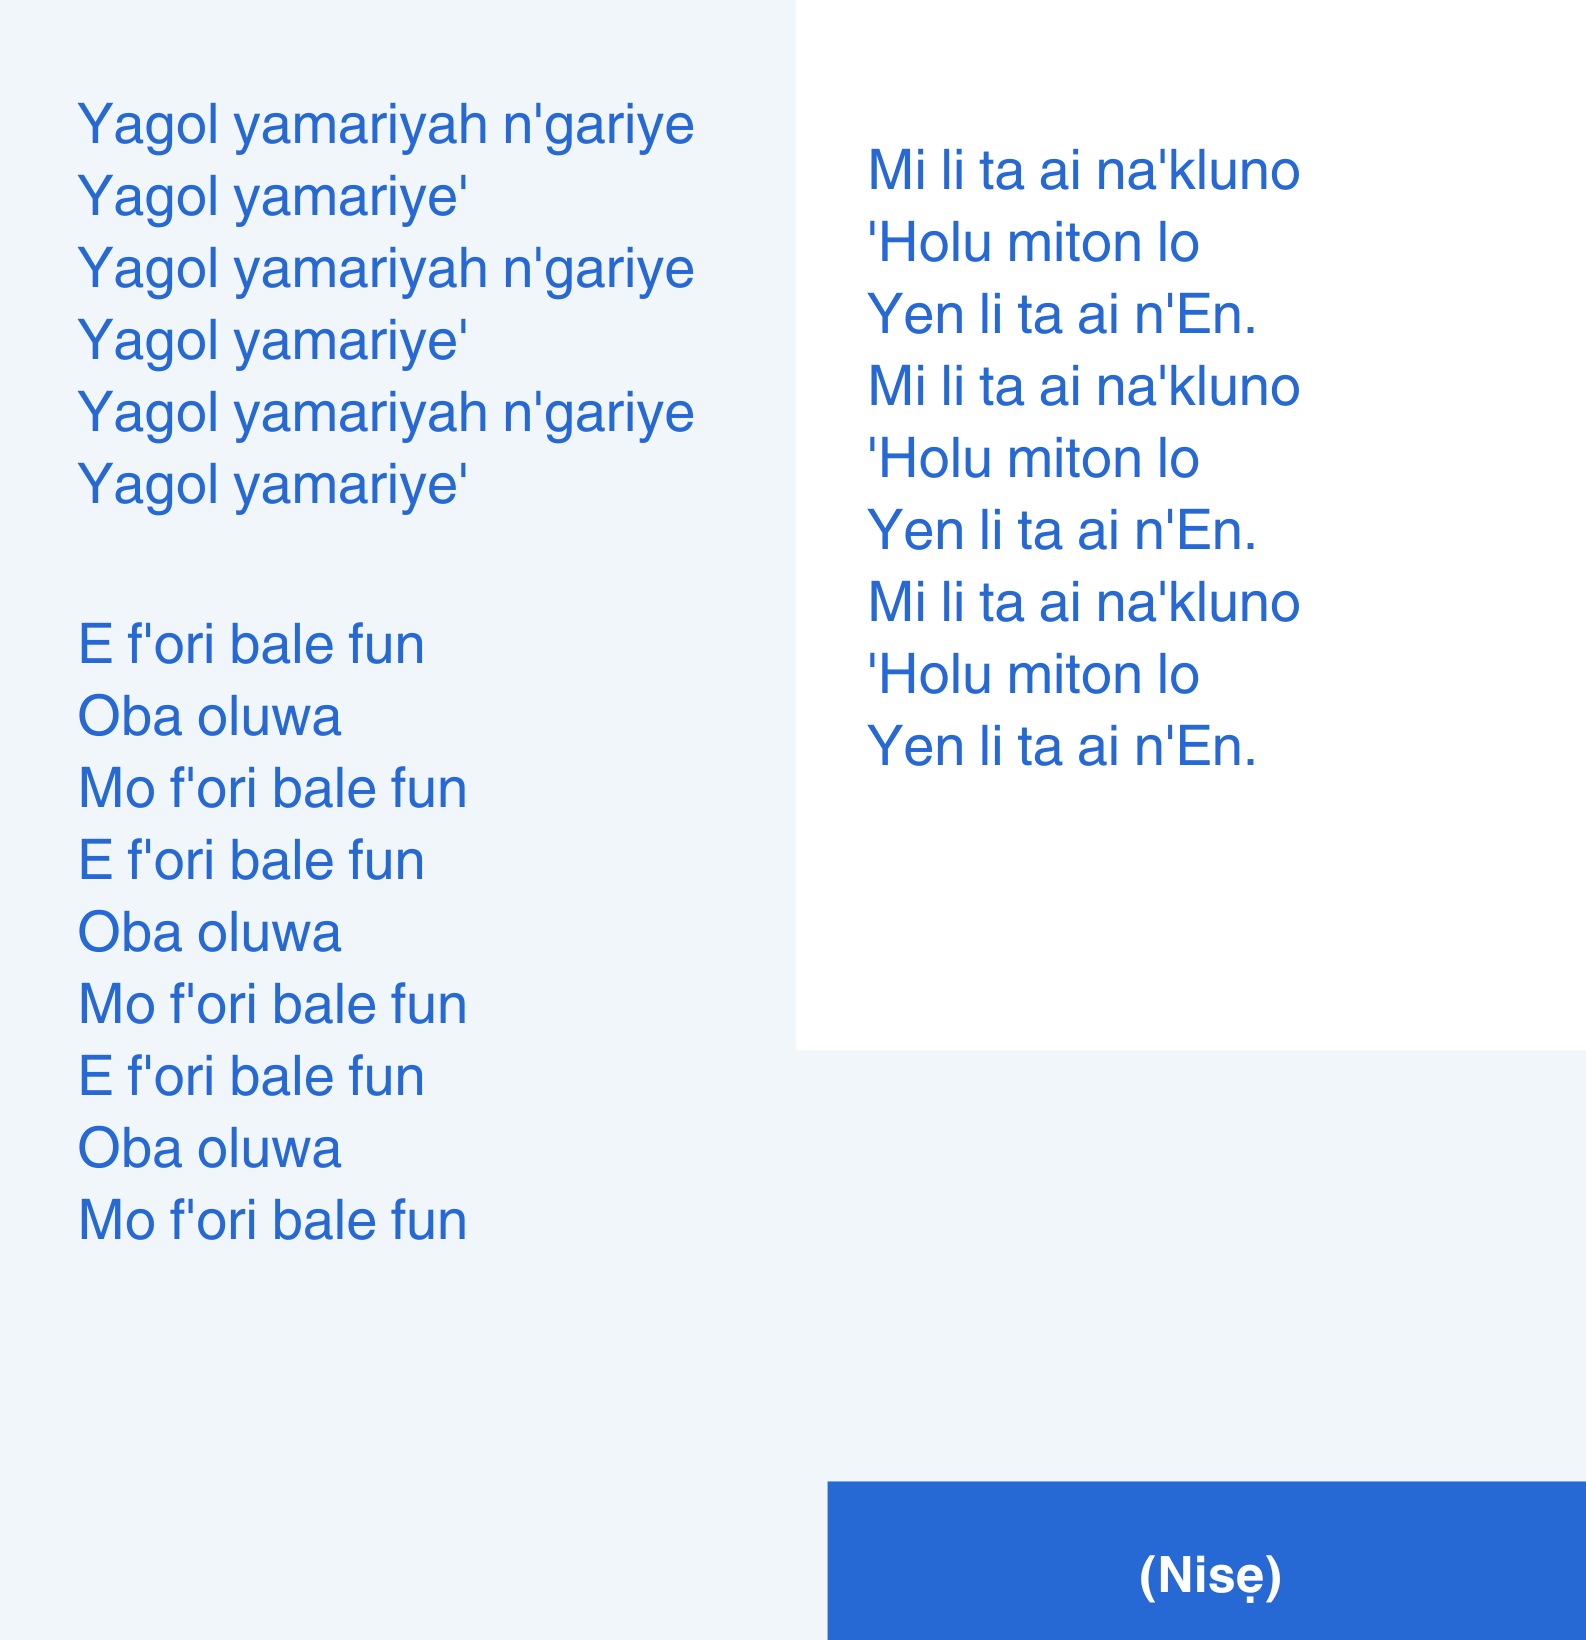 Yagol yamariyah n'gariye
Yagol yamariye'
Yagol yamariyah n'gariye
Yagol yamariye'
Yagol yamariyah n'gariye
Yagol yamariye'
E f'ori bale fun
Oba oluwa
Mo f'ori bale fun
E f'ori bale fun
Oba oluwa
Mo f'ori bale fun
E f'ori bale fun
Oba oluwa
Mo f'ori bale fun
Mi li ta ai na'kluno
'Holu miton lo
Yen li ta ai n'En.
Mi li ta ai na'kluno
'Holu miton lo
Yen li ta ai n'En.
Mi li ta ai na'kluno
'Holu miton lo
Yen li ta ai n'En.
(Nisẹ)